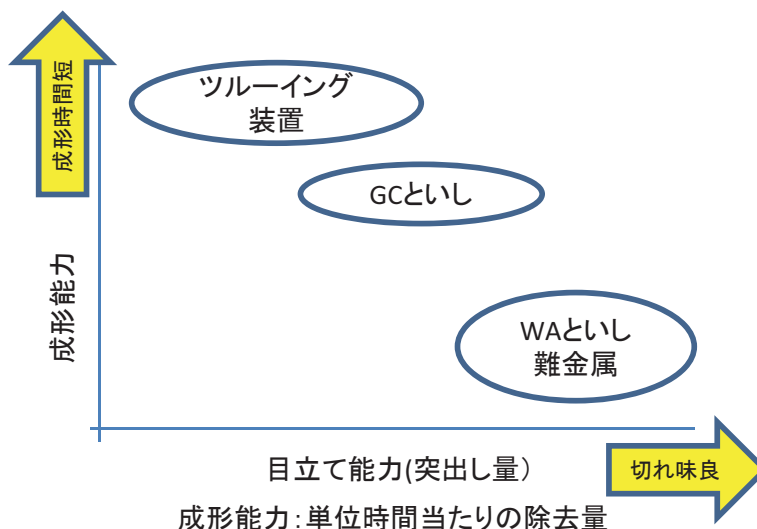 成形時間短
ツルーイング
装置
GCといし
成形能力
WAといし
難金属
目立て能力(突出し量）
切れ味良
成形能力：単位時間当たりの除去量